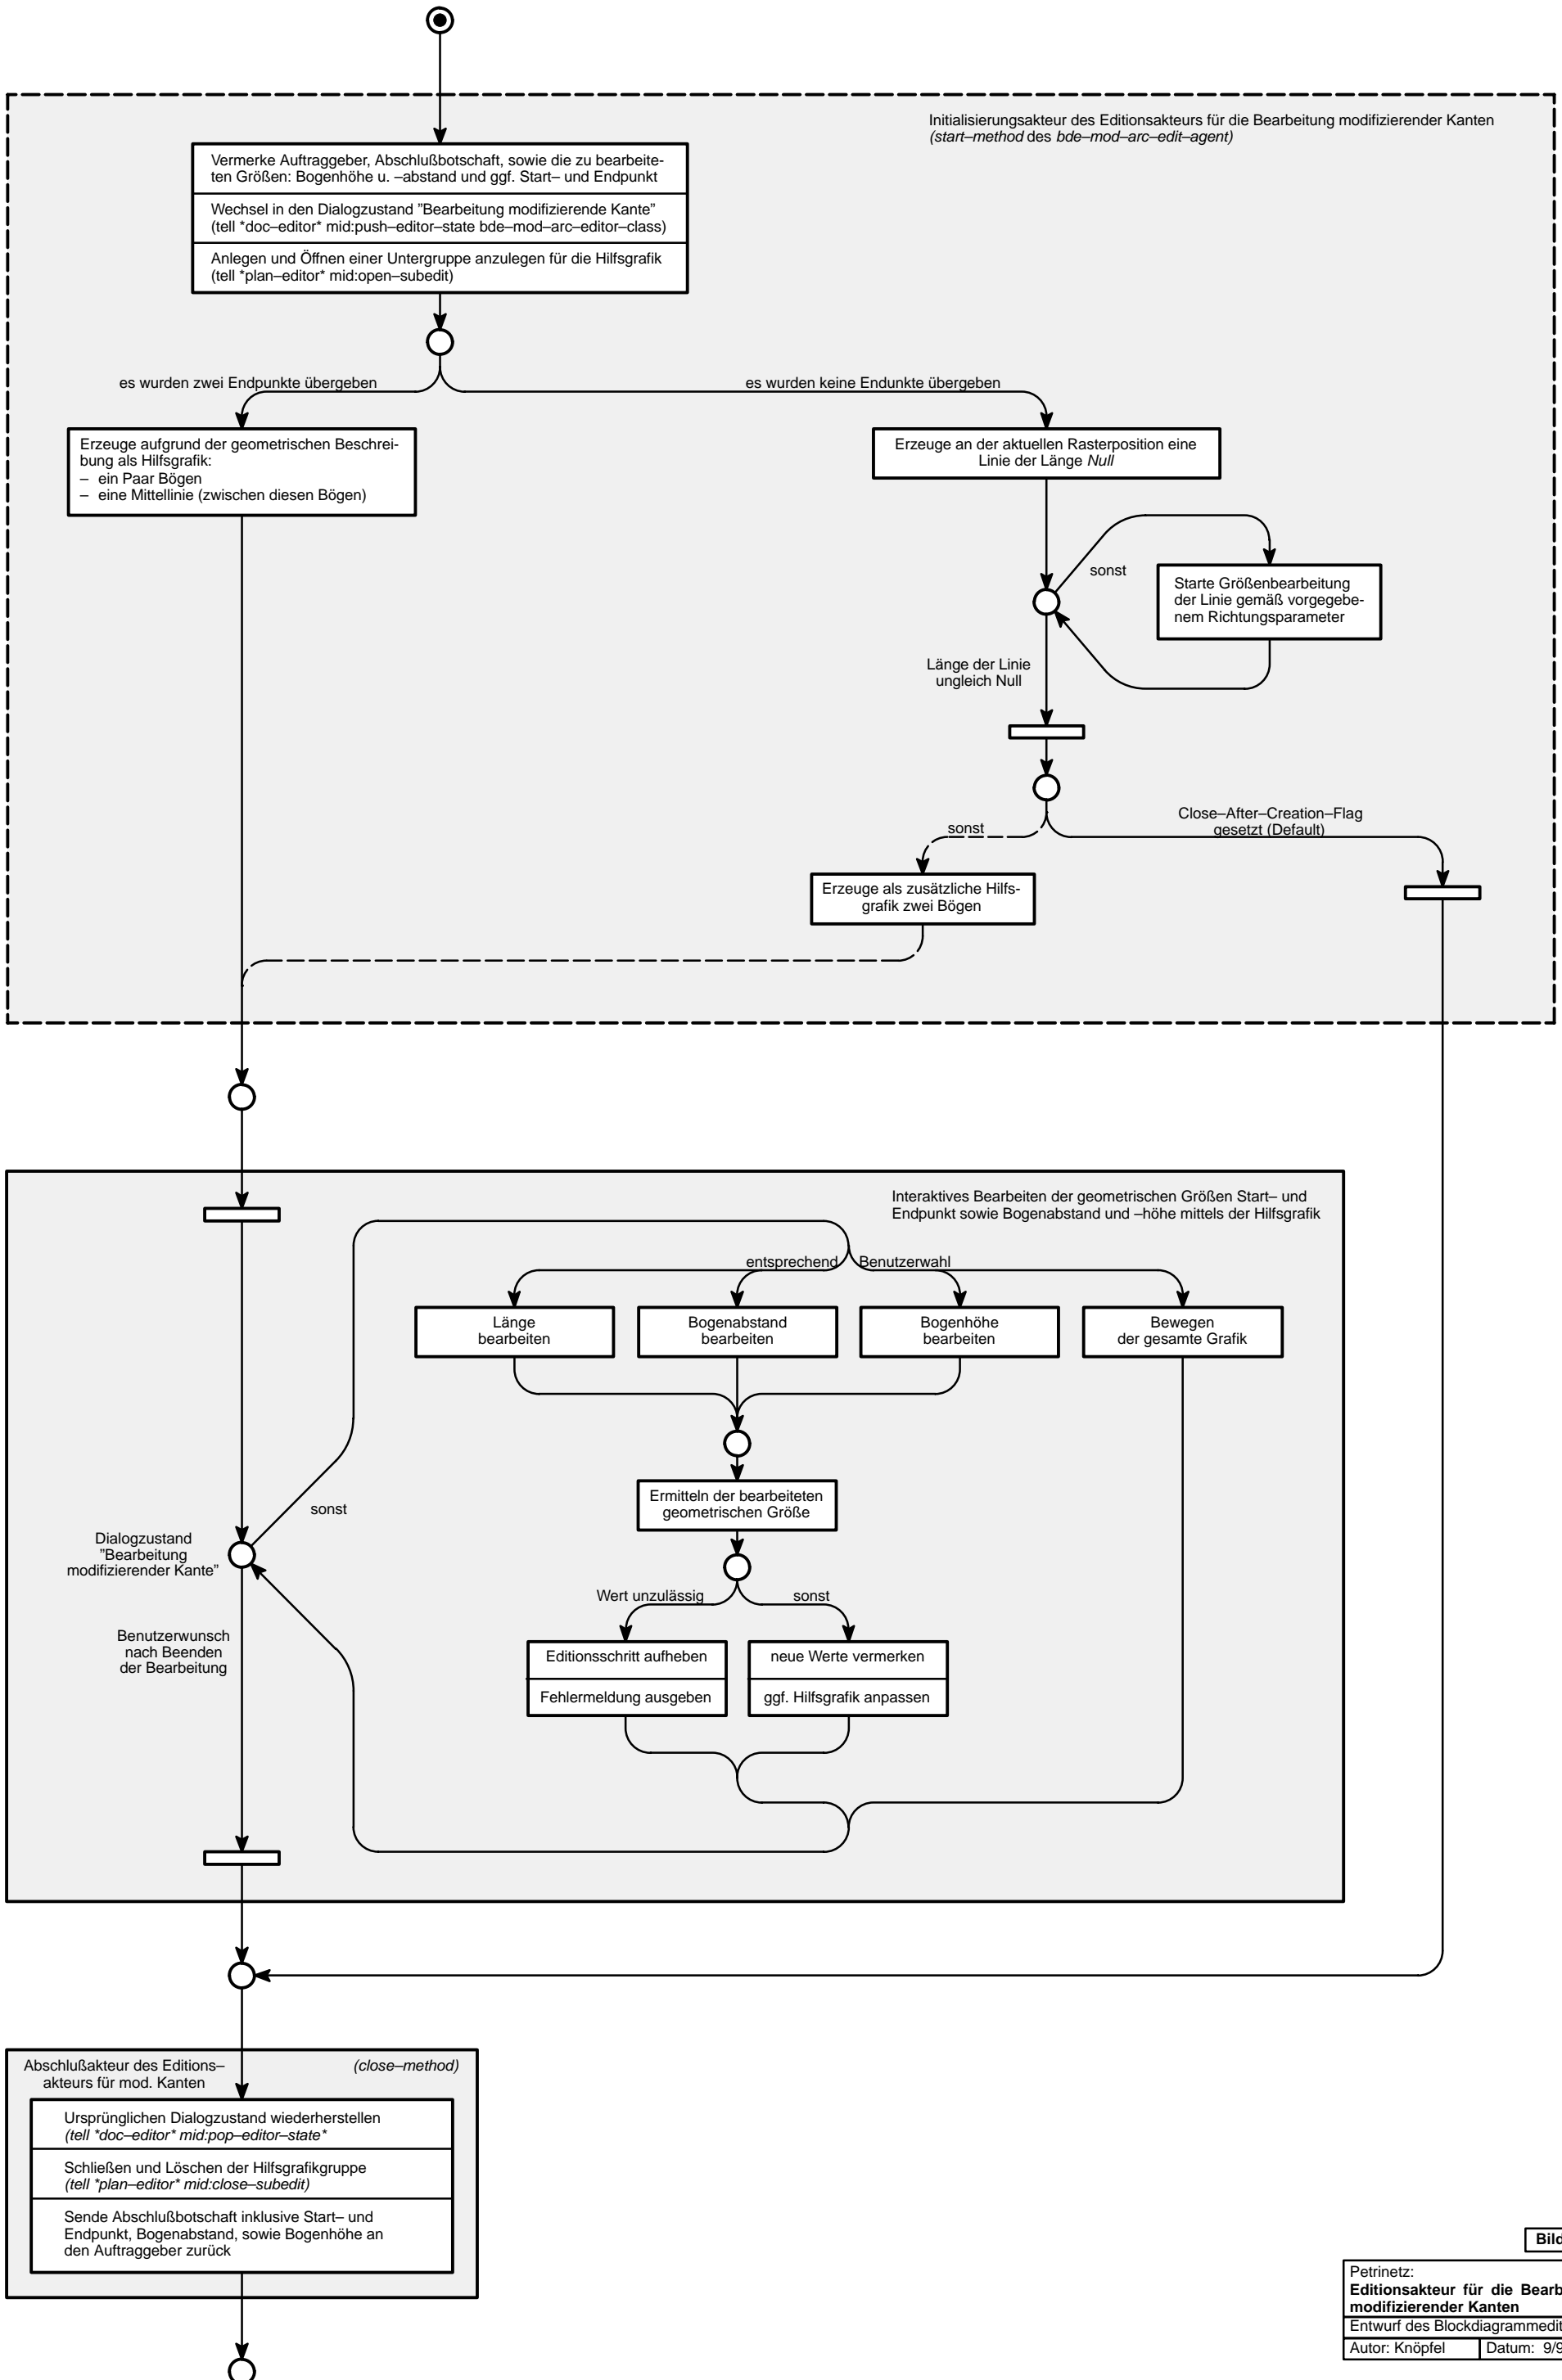 Initialisierungsakteur des Editionsakteurs für die Bearbeitung modifizierender Kanten
(start–method des bde–mod–arc–edit–agent)
Vermerke Auftraggeber, Abschlußbotschaft, sowie die zu bearbeite-
ten Größen: Bogenhöhe u. –abstand und ggf. Start– und Endpunkt
Wechsel in den Dialogzustand ”Bearbeitung modifizierende Kante”
(tell *doc–editor* mid:push–editor–state bde–mod–arc–editor–class)
Anlegen und Öffnen einer Untergruppe anzulegen für die Hilfsgrafik
(tell *plan–editor* mid:open–subedit)
es wurden zwei Endpunkte übergeben
es wurden keine Endunkte übergeben
Erzeuge aufgrund der geometrischen Beschrei-
bung als Hilfsgrafik:
– ein Paar Bögen
– eine Mittellinie (zwischen diesen Bögen)
Erzeuge an der aktuellen Rasterposition eine
Linie der Länge Null
sonst
Starte Größenbearbeitung
der Linie gemäß vorgegebe-
nem Richtungsparameter
Länge der Linie
ungleich Null
Close–After–Creation–Flag
gesetzt (Default)
sonst
Erzeuge als zusätzliche Hilfs-
grafik zwei Bögen
Interaktives Bearbeiten der geometrischen Größen Start– und
Endpunkt sowie Bogenabstand und –höhe mittels der Hilfsgrafik
entsprechend Benutzerwahl
Länge
bearbeiten
Bogenabstand
bearbeiten
Bogenhöhe
bearbeiten
Bewegen
der gesamte Grafik
Ermitteln der bearbeiteten
geometrischen Größe
sonst
Dialogzustand
”Bearbeitung
modifizierender Kante”
Wert unzulässig
sonst
Benutzerwunsch
nach Beenden
der Bearbeitung
Editionsschritt aufheben
Fehlermeldung ausgeben
neue Werte vermerken
ggf. Hilfsgrafik anpassen
Abschlußakteur des Editions–
akteurs für mod. Kanten
(close–method)
Ursprünglichen Dialogzustand wiederherstellen
(tell *doc–editor* mid:pop–editor–state*
Schließen und Löschen der Hilfsgrafikgruppe
(tell *plan–editor* mid:close–subedit)
Sende Abschlußbotschaft inklusive Start– und
Endpunkt, Bogenabstand, sowie Bogenhöhe an
den Auftraggeber zurück
Bild
Petrinetz:
Editionsakteur für die Bearb
modifizierender Kanten
Entwurf des Blockdiagrammedit
Autor: Knöpfel
Datum: 9/9